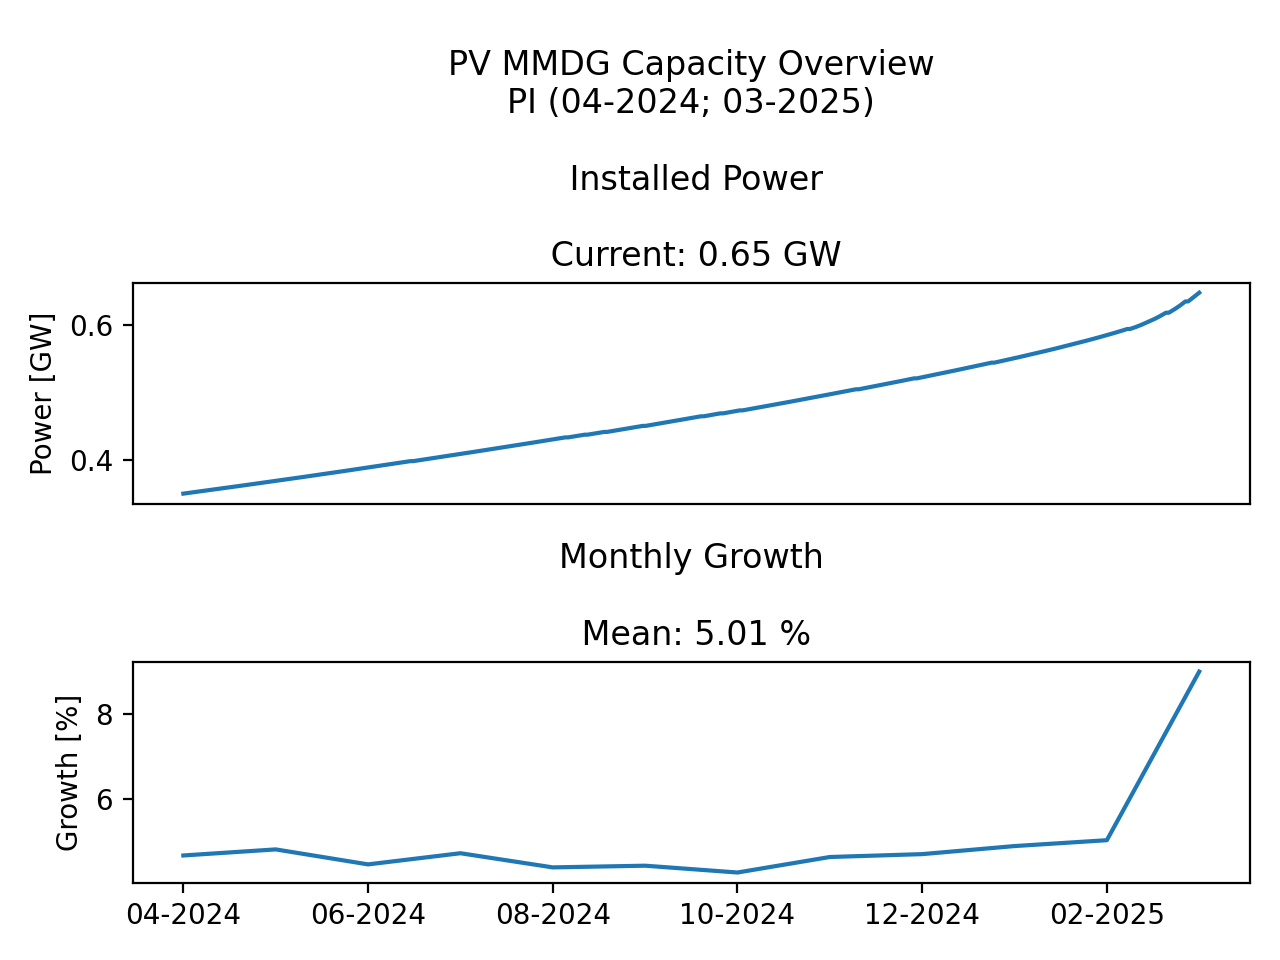 PV MMDG Capacity Overview
PI (04-2024; 03-2025)
Installed Power
Current: 0.65 GW
Power [GW]
0.6
0.4
Monthly Growth
Mean: 5.01 %
Growth [%]
8
6
04-2024 06-2024 08-2024 10-2024 12-2024 02-2025